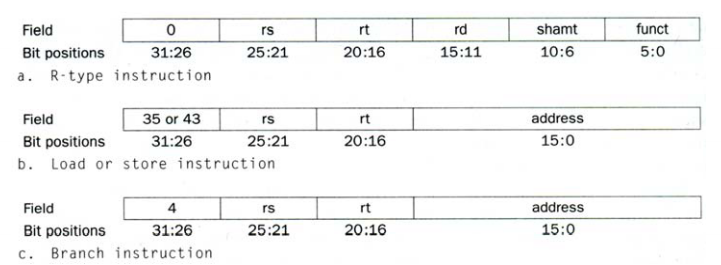 Field 0 rs rt rd shamt funct
Bit positions 31:26 25:21 20:16 15:11 10:6 5:0
a. R-type instruction
Field 35 or 43 rs rt address
Bit positions 31:26 25:21 20:16 15:0
b. Load or store instruction
Field 4 rs rt address
Bit positions 31:26 25:21 20:16 15:0
c. Branch instruction